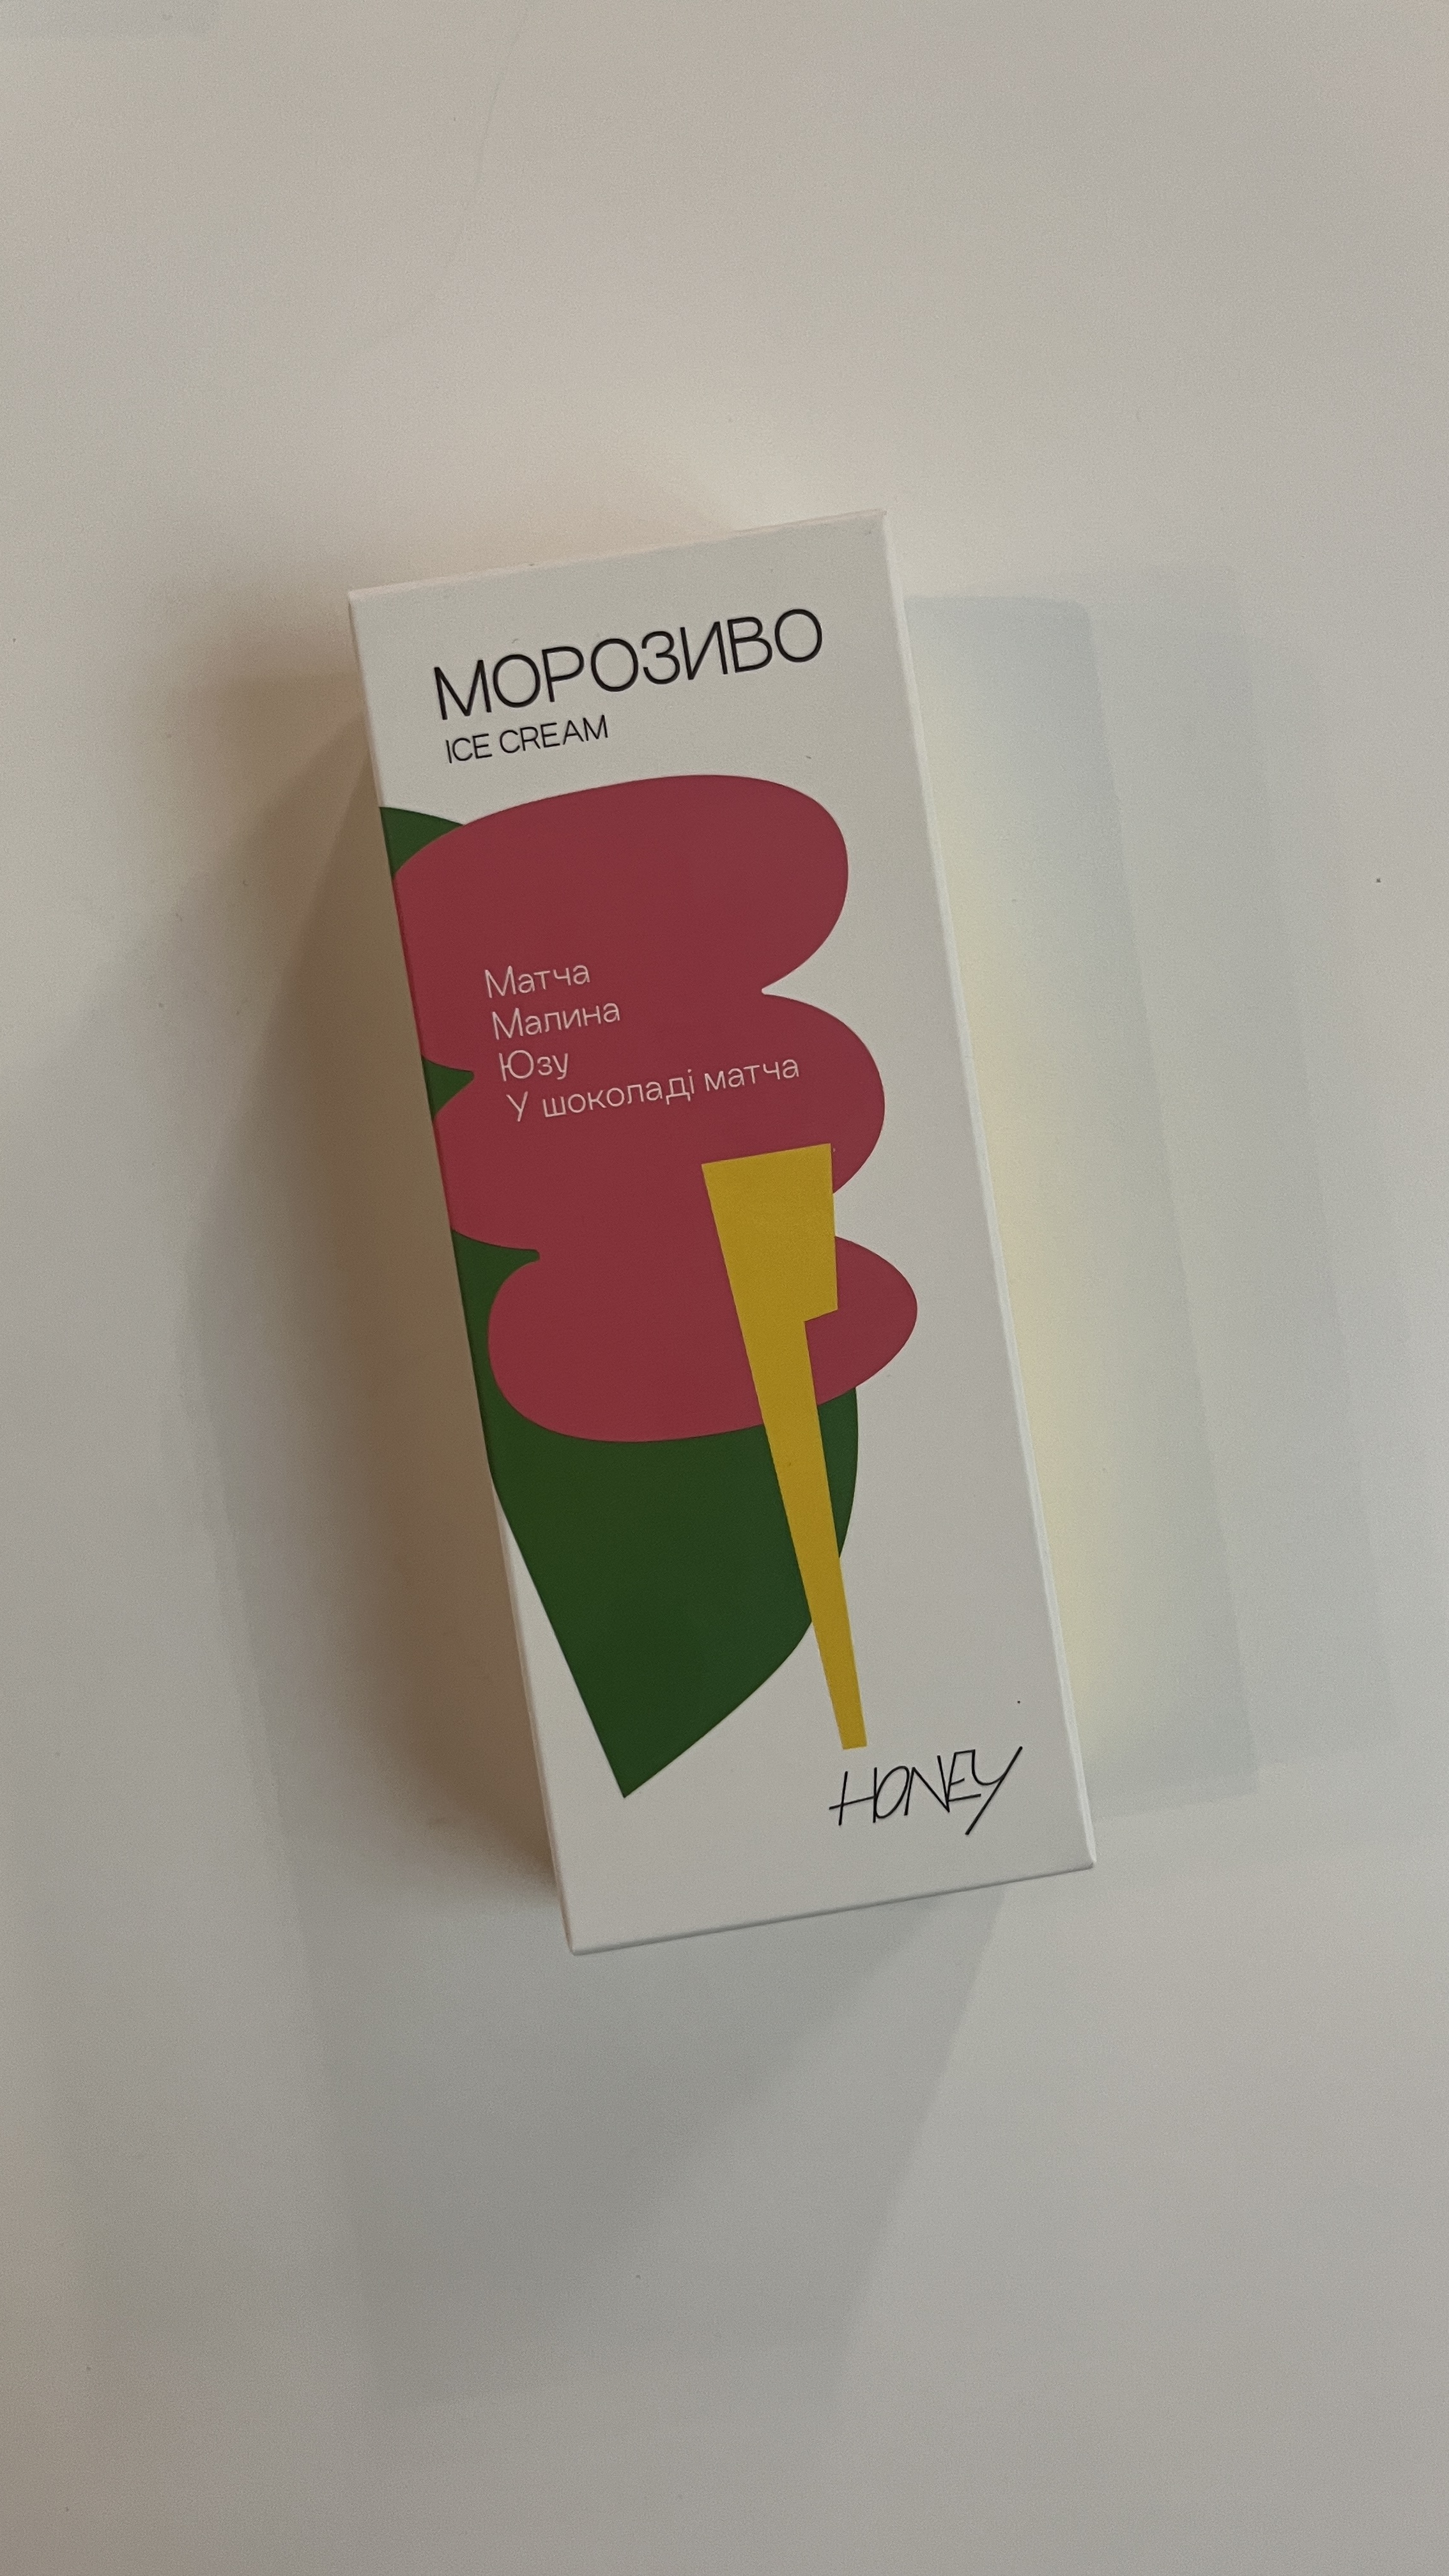 МОРОЗИВО
ICE CREAM
Матча
Малина
Юзу
У шоколаді матча
HONEY